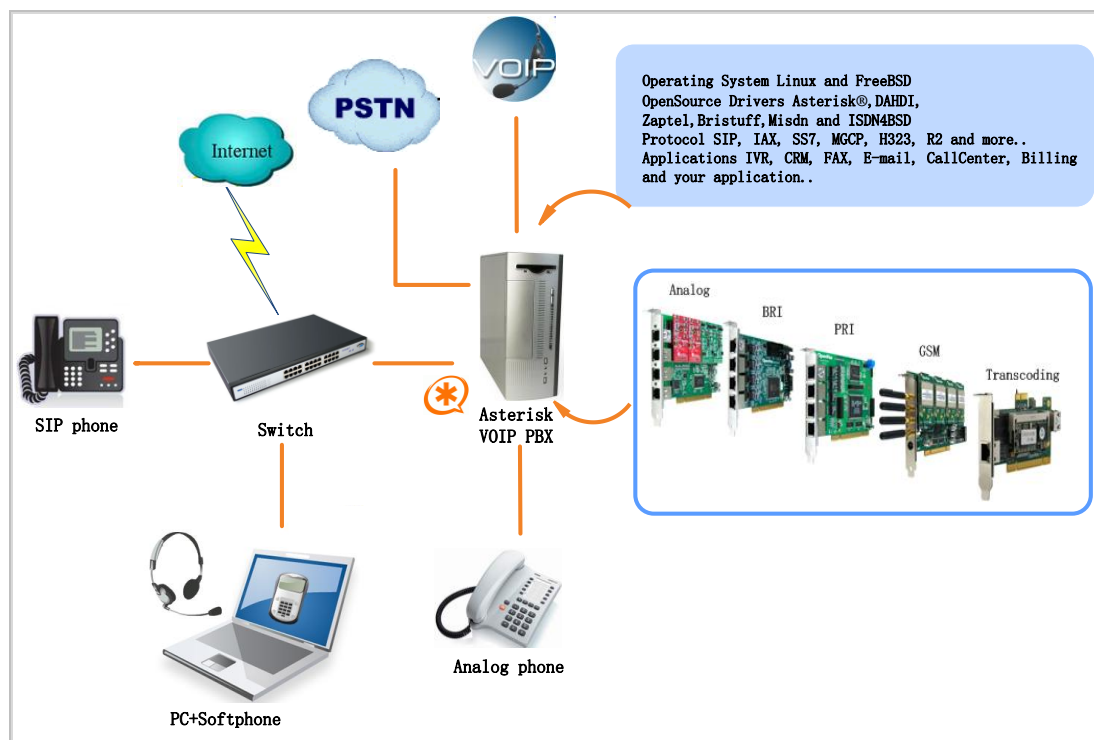 VOIP
PSTN
Internet
Operating System Linux and FreeBSD
OpenSource Drivers Asterisk®,DAHDI,
Zaptel,Bristuff,Misdn and ISDN4BSD
Protocol SIP, IAX, SS7, MGCP, H323, R2 and more..
Applications IVR, CRM, FAX, E-mail, CallCenter, Billing
and your application..
Analog
BRI
PRI
GSM
Transcoding
SIP phone
Switch
Asterisk
VOIP PBX
Analog phone
PC+Softphone